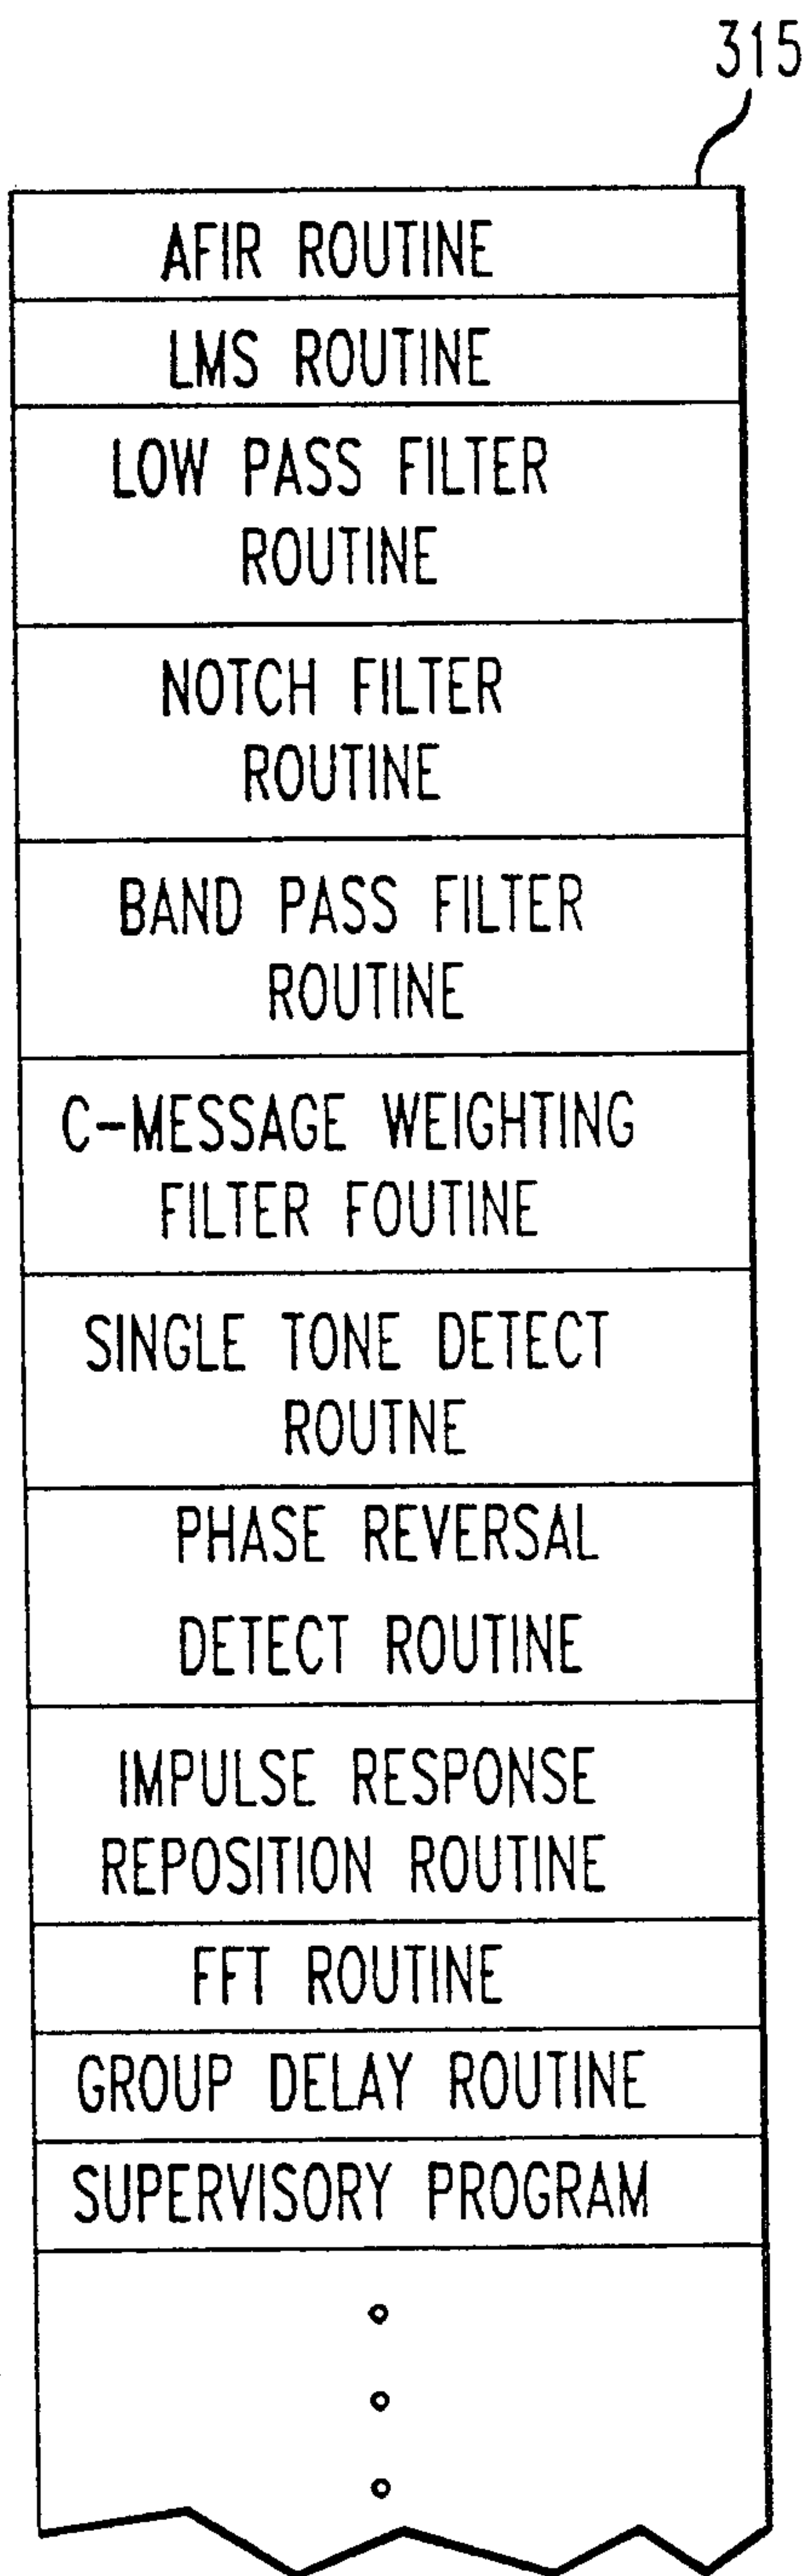 315
AFIR ROUTINE
LMS ROUTINE
LOW PASS FILTER
ROUTINE
NOTCH FILTER
ROUTINE
BAND PASS FILTER
ROUTINE
C-MESSAGE WEIGHTING
FILTER FOUTINE
SINGLE TONE DETECT
ROUTNE
PHASE REVERSAL
DETECT ROUTINE
IMPULSE RESPONSE
REPOSITION ROUTINE
FFT ROUTINE
GROUP DELAY ROUTINE
SUPERVISORY PROGRAM